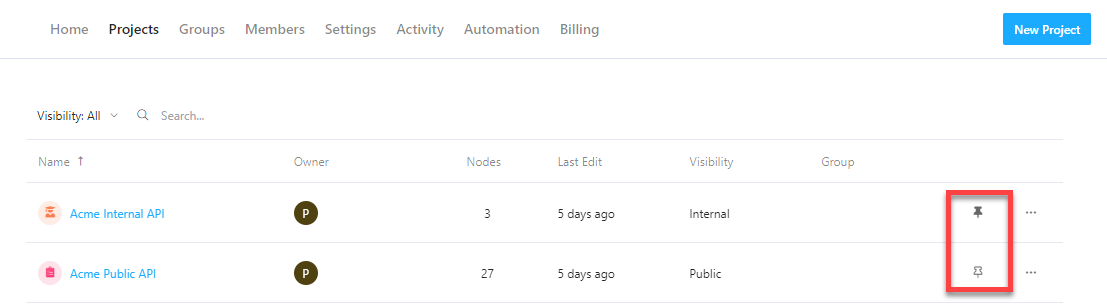 Home Projects Groups Members Settings Activity Automation Billing New Project
Visibility: All Search...
Name ↑ Owner Nodes Last Edit Visibility Group
Acme Internal API P 3 5 days ago Internal ...
Acme Public API P 27 5 days ago Public ...